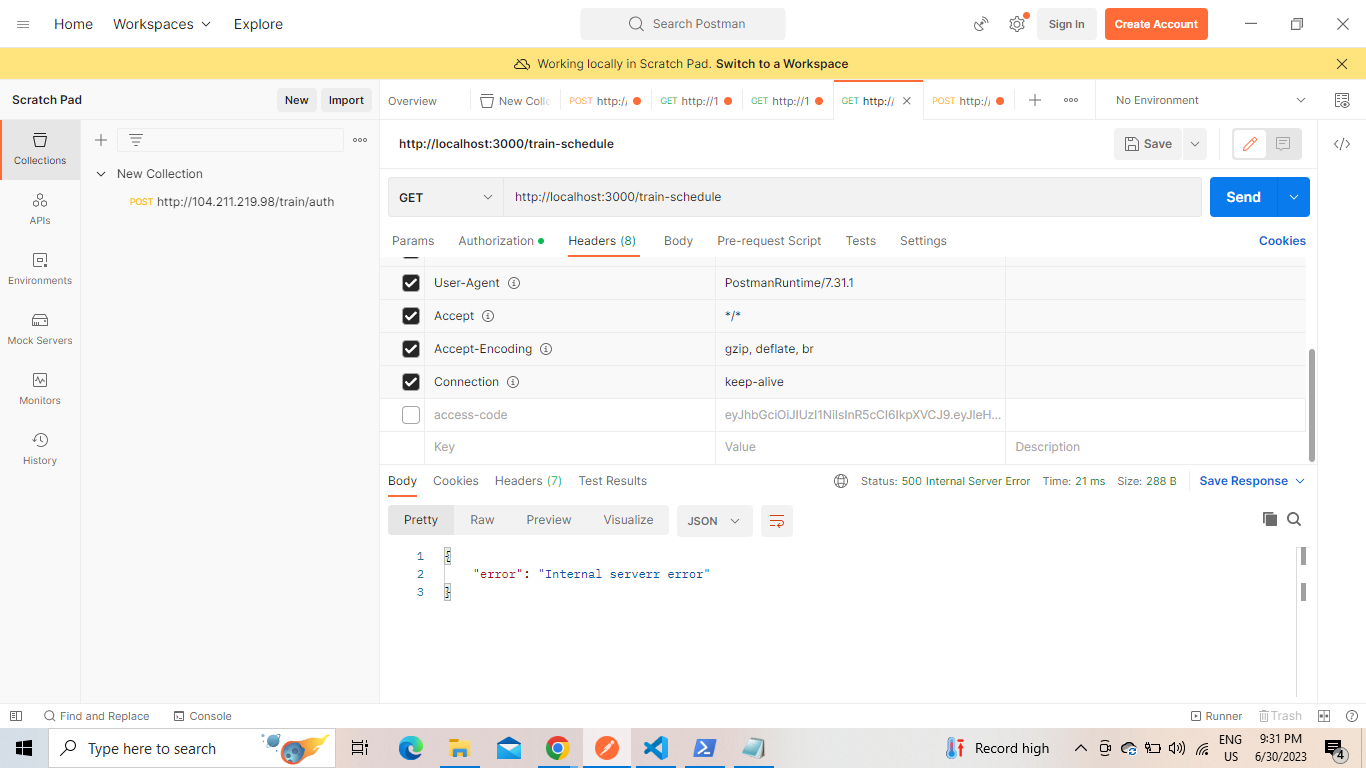 Home Workspaces Explore Search Postman Sign In Create Account
Working locally in Scratch Pad. Switch to a Workspace
Scratch Pad New Import Overview New Colle POST http:/ GET http://1 GET http://1 GET http:// POST http:/ No Environment
http://localhost:3000/train-schedule Save
Collections
New Collection
POST http://104.211.219.98/train/auth
APIs
Environments
Mock Servers
Monitors
History
GET http://localhost:3000/train-schedule Send
Params Authorization Headers (8) Body Pre-request Script Tests Settings Cookies
User-Agent PostmanRuntime/7.31.1
Accept */*
Accept-Encoding gzip, deflate, br
Connection keep-alive
access-code eyJhbGciOiJIUzI1NiIsInR5cCI6IkpXVCJ9.eyJleH...
Key Value Description
Body Cookies Headers (7) Test Results Status: 500 Internal Server Error Time: 21 ms Size: 288 B Save Response
Pretty Raw Preview Visualize JSON
1 {
2 "error": "Internal serverr error"
3 }
Find and Replace Console Runner Trash
Type here to search Record high ENG US 9:31 PM 6/30/2023 4